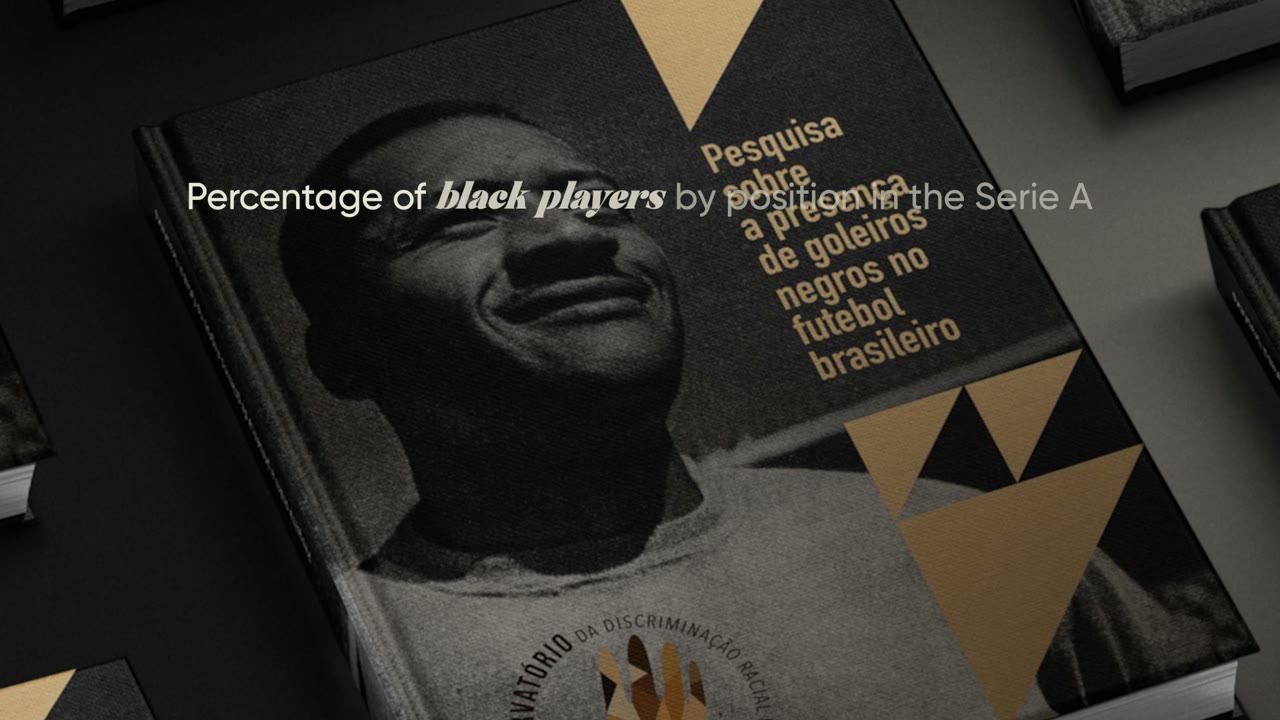 Percentage of black players by position in the Serie A
Pesquisa
sobre
a presença
de goleiros
negros no
futebol
brasileiro
DA DISCRIMINAÇÃO RACIAL